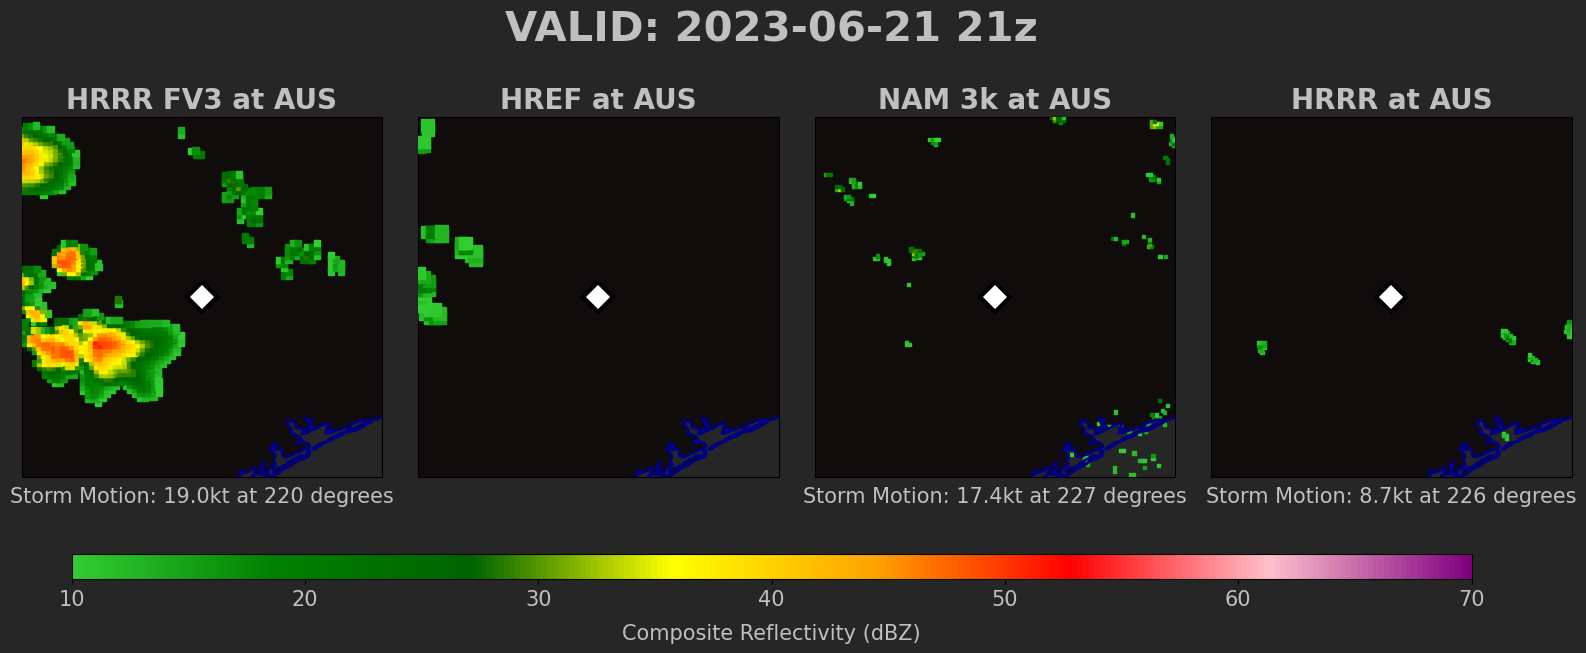 VALID: 2023-06-21 21z
HRRR FV3 at AUS
HREF at AUS
NAM 3k at AUS
HRRR at AUS
Storm Motion: 19.0kt at 220 degrees
Storm Motion: 17.4kt at 227 degrees
Storm Motion: 8.7kt at 226 degrees
10 20 30 40 50 60 70
Composite Reflectivity (dBZ)